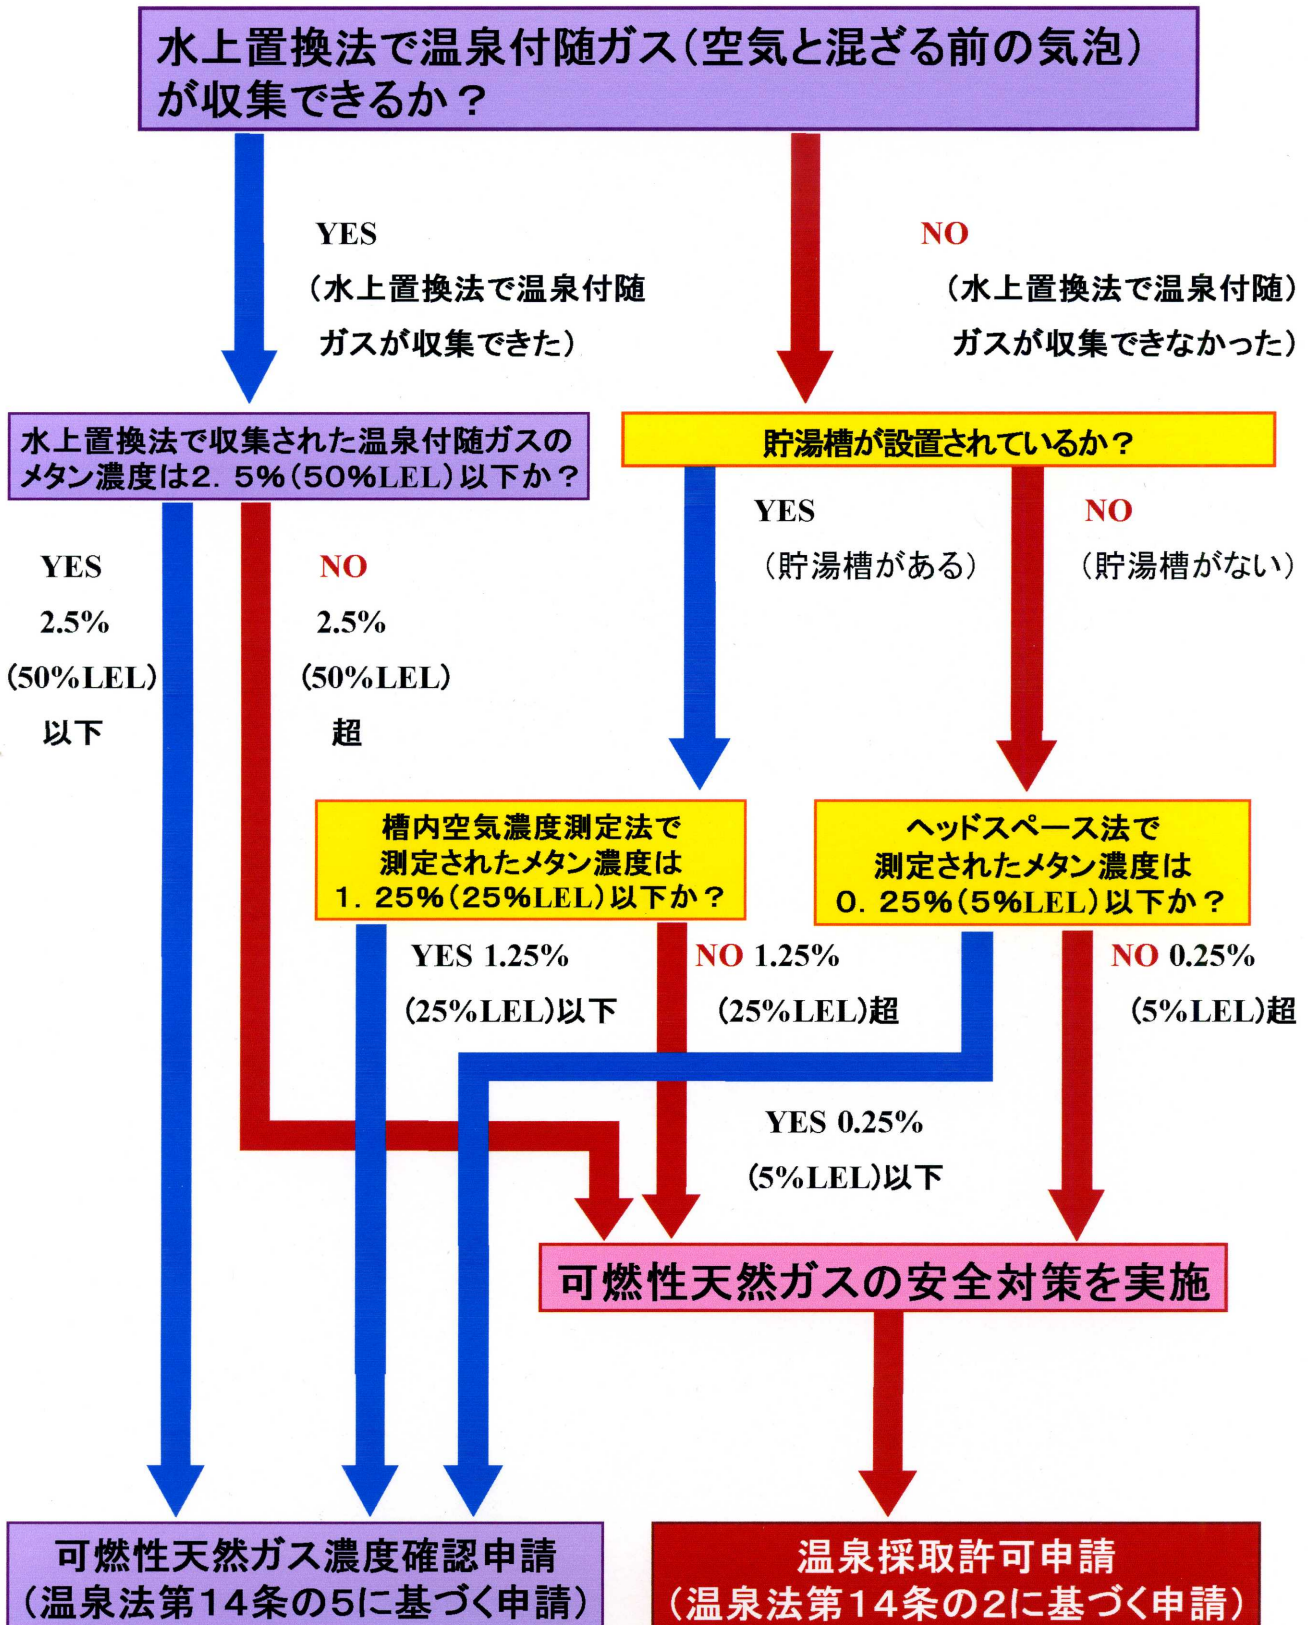 水上置換法で温泉付随ガス（空気と混ざる前の気泡）
が収集できるか？
YES
（水上置換法で温泉付随
ガスが収集できた）
NO
（水上置換法で温泉付随）
ガスが収集できなかった）
水上置換法で収集された温泉付随ガスの
メタン濃度は２．５％（５０％LEL）以下か？
貯湯槽が設置されているか？
YES
2.5%
(50%LEL)
以下
NO
2.5%
(50%LEL)
超
YES
（貯湯槽がある）
NO
（貯湯槽がない）
槽内空気濃度測定法で
測定されたメタン濃度は
１．２５％（２５％LEL）以下か？
ヘッドスペース法で
測定されたメタン濃度は
０．２５％（５％LEL）以下か？
YES 1.25%
(25%LEL)以下
NO 1.25%
(25%LEL)超
NO 0.25%
(5%LEL)超
YES 0.25%
(5%LEL)以下
可燃性天然ガスの安全対策を実施
可燃性天然ガス濃度確認申請
（温泉法第１４条の５に基づく申請）
温泉採取許可申請
（温泉法第１４条の２に基づく申請）